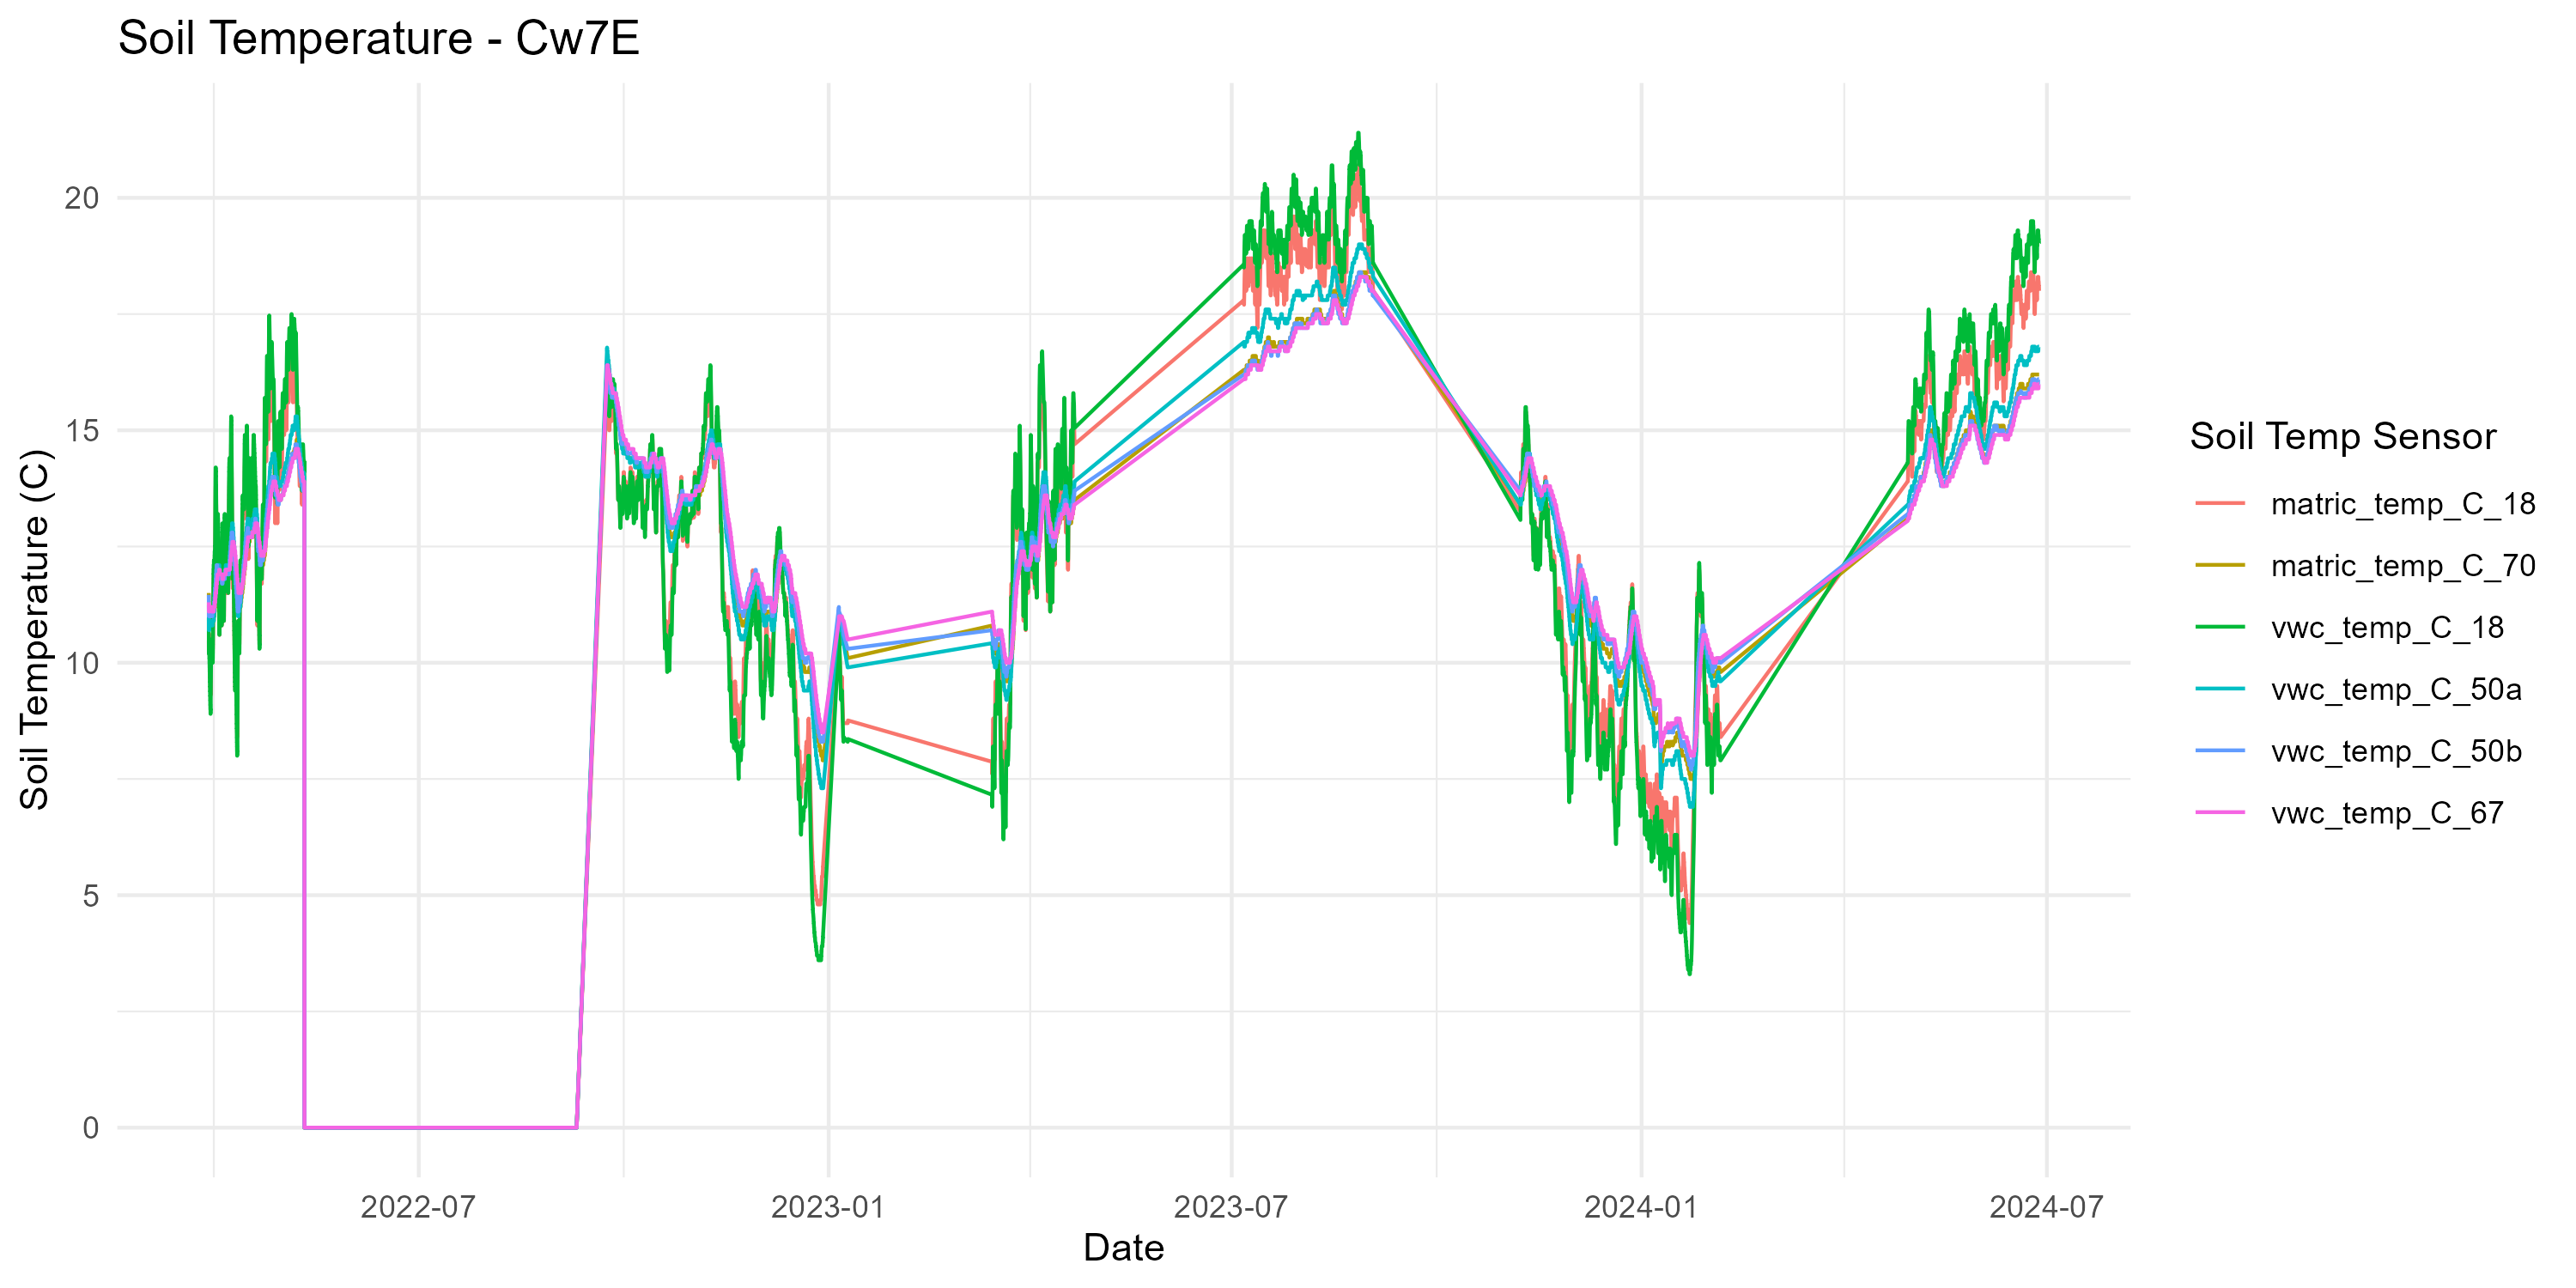 Soil Temperature - Cw7E
Soil Temperature (C)
20
15
10
5
0
2022-07
2023-01
2023-07
2024-01
2024-07
Date
Soil Temp Sensor
matric_temp_C_18
matric_temp_C_70
vwc_temp_C_18
vwc_temp_C_50a
vwc_temp_C_50b
vwc_temp_C_67